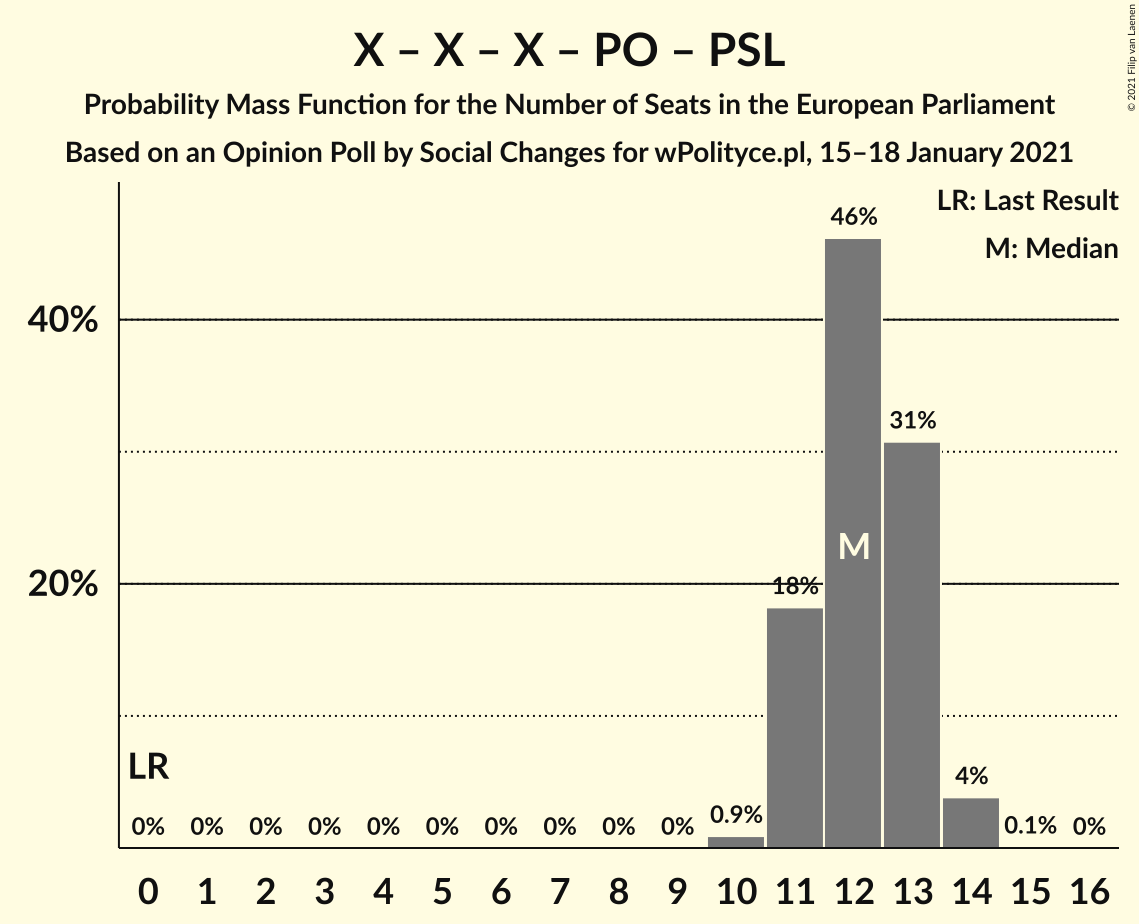 X – X – X – PO – PSL
Probability Mass Function for the Number of Seats in the European Parliament
Based on an Opinion Poll by Social Changes for wPolityce.pl, 15–18 January 2021
© 2021 Filip van Laenen
LR: Last Result
M: Median
46%
40%
31%
M
20%
18%
LR
4%
0% 0% 0% 0% 0% 0% 0% 0% 0% 0% 0.9% 0.1% 0%
0 1 2 3 4 5 6 7 8 9 10 11 12 13 14 15 16